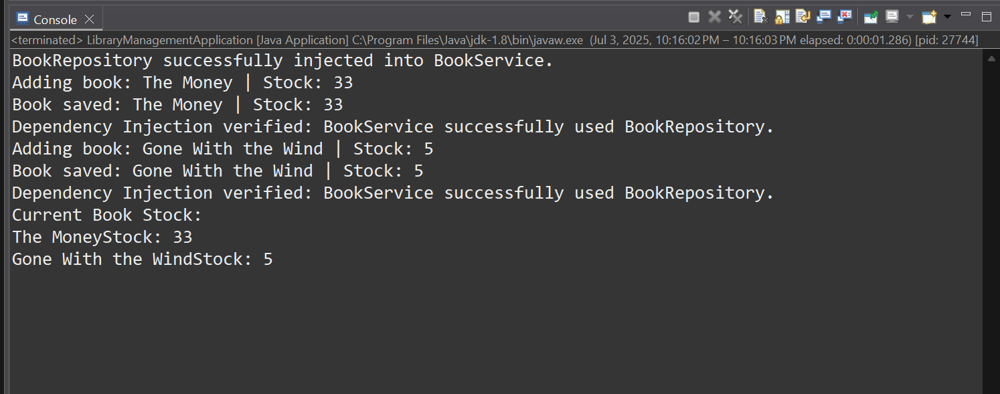 Console
<terminated> LibraryManagementApplication [Java Application] C:\Program Files\Java\jdk-1.8\bin\javaw.exe (Jul 3, 2025, 10:16:02 PM – 10:16:03 PM elapsed: 0:00:01.286) [pid: 27744]
BookRepository successfully injected into BookService.
Adding book: The Money | Stock: 33
Book saved: The Money | Stock: 33
Dependency Injection verified: BookService successfully used BookRepository.
Adding book: Gone With the Wind | Stock: 5
Book saved: Gone With the Wind | Stock: 5
Dependency Injection verified: BookService successfully used BookRepository.
Current Book Stock:
The MoneyStock: 33
Gone With the WindStock: 5